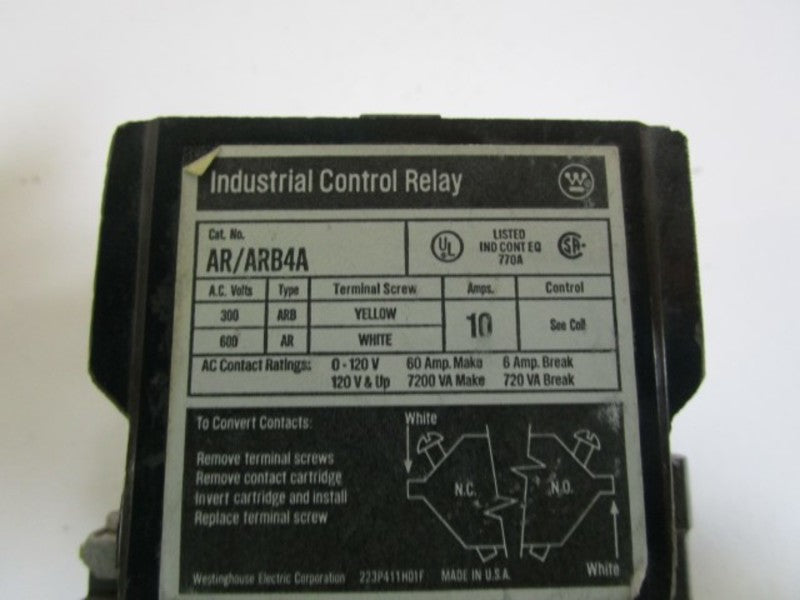 Industrial Control Relay
W
Cat. No.
AR/ARB4A
UL
LISTED
IND CONT EQ
770A
SA
A.C. Volts Type Terminal Screw Amps. Control
300 ARB YELLOW
10 See Coil
600 AR WHITE
AC Contact Ratings: 0-120 V 60 Amp. Make 6 Amp. Break
120 V & Up 7200 VA Make 720 VA Break
To Convert Contacts:
Remove terminal screws
Remove contact cartridge
Invert cartridge and install
Replace terminal screw
White
N.C. N.O.
White
Westinghouse Electric Corporation 223P411H01F MADE IN U.S.A.